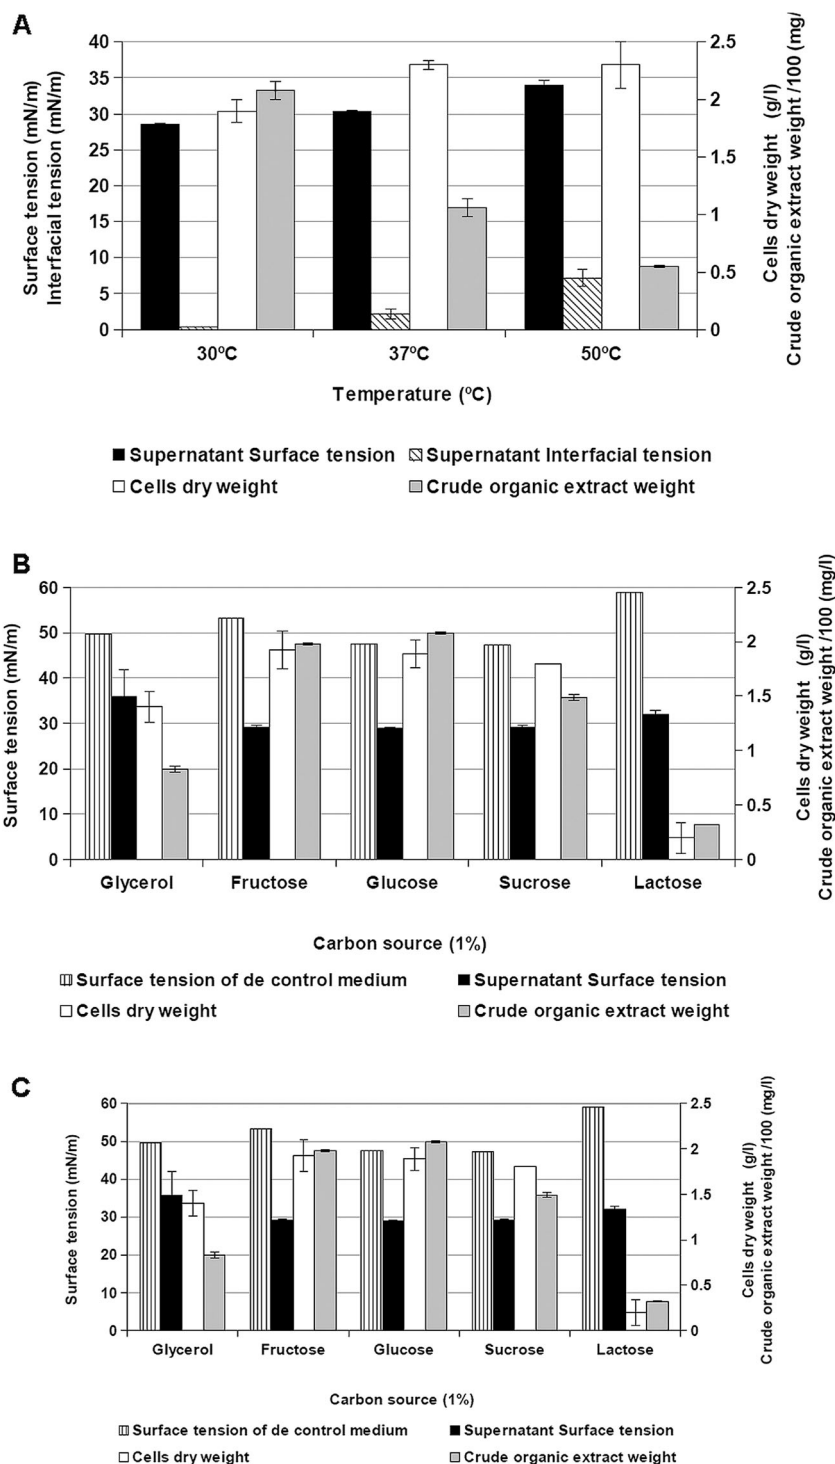 A
Surface tension (mN/m)
Interfacial tension (mN/m)
40
35
30
25
20
15
10
5
0
2.5
2
1.5
1
0.5
0
Cells dry weight (g/l)
Crude organic extract weight /100 (mg/
30ºC 37ºC 50ºC
Temperature (ºC)
Supernatant Surface tension Supernatant Interfacial tension
Cells dry weight Crude organic extract weight
B
Surface tension (mN/m)
60
50
40
30
20
10
0
2.5
2
1.5
1
0.5
0
Cells dry weight (g/l)
Crude organic extract weight /100 (mg/l)
Glycerol Fructose Glucose Sucrose Lactose
Carbon source (1%)
Surface tension of de control medium Supernatant Surface tension
Cells dry weight Crude organic extract weight
C
Surface tension (mN/m)
60
50
40
30
20
10
0
2.5
2
1.5
1
0.5
0
Cells dry weight (g/l)
Crude organic extract weight /100 (mg/l)
Glycerol Fructose Glucose Sucrose Lactose
Carbon source (1%)
Surface tension of de control medium Supernatant Surface tension
Cells dry weight Crude organic extract weight